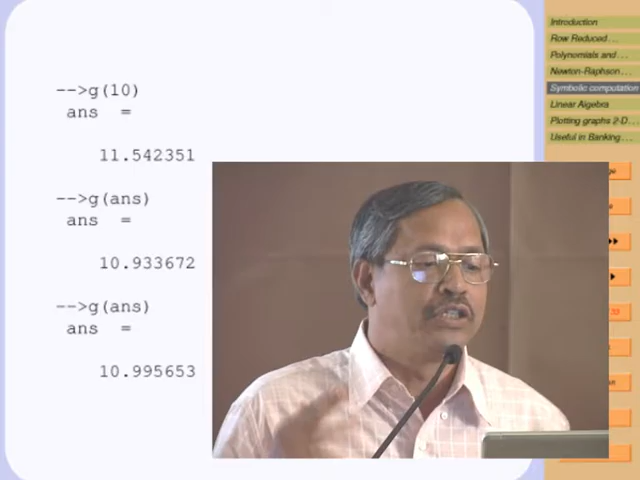 -->g(10)
ans =
11.542351
-->g(ans)
ans =
10.933672
-->g(ans)
ans =
10.995653
Introduction
Row Reduced...
Polynomials and ...
Newton-Raphson...
Symbolic computation
Linear Algebra
Plotting graphs 2-D...
Useful in Banking...